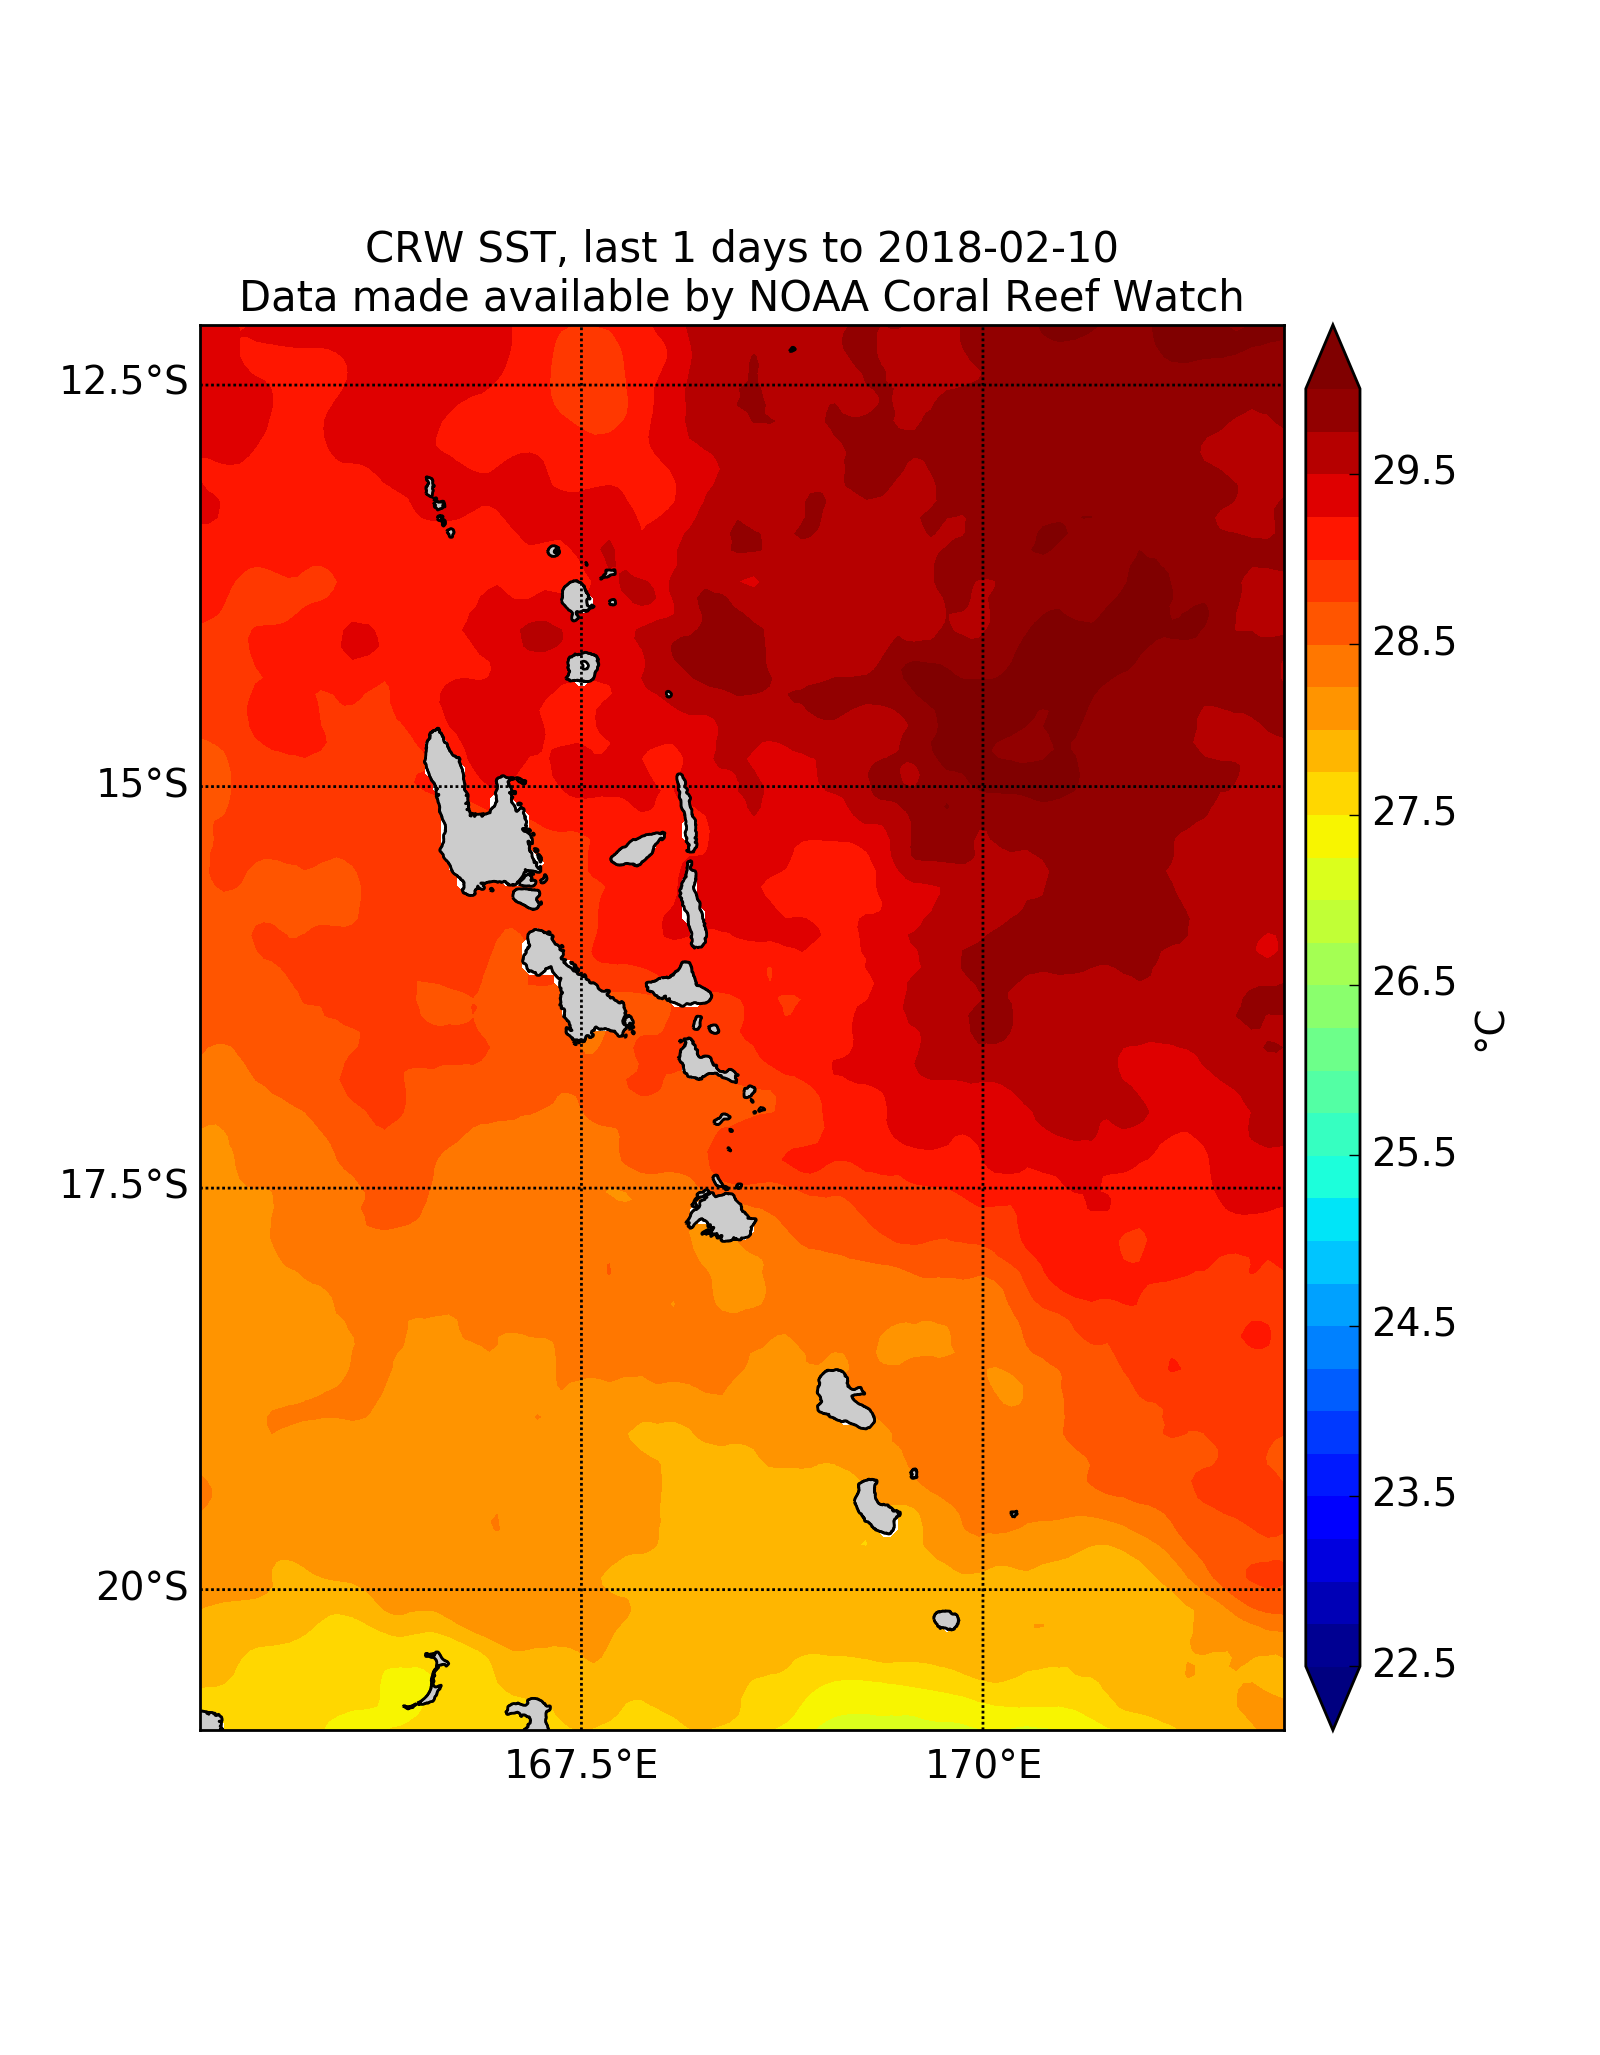 CRW SST, last 1 days to 2018-02-10
Data made available by NOAA Coral Reef Watch
12.5°S
15°S
17.5°S
20°S
167.5°E
170°E
29.5
28.5
27.5
26.5
25.5
24.5
23.5
22.5
°C